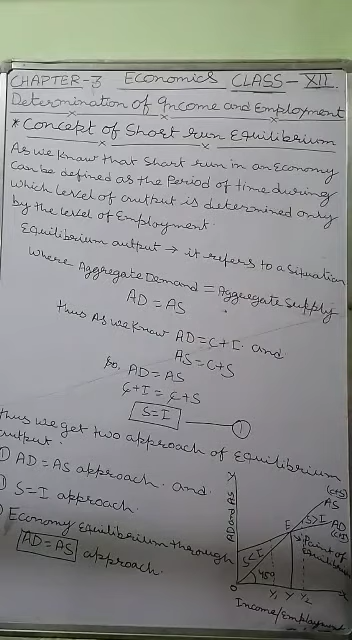 CHAPTER-3 Economics CLASS-XII
Determination of Income and Employment
* Concept of Short run Equilibrium
As we know that short run in an Economy
can be defined as the Period of time during
which level of output is determined only
by the level of Employment.
Equilibrium output → it refers to a situation
where Aggregate Demand = Aggregate Supply
AD = AS
thus As we know AD = C+I. and
AS = C+S
So. AD = AS
C+I = C+S
S=I ——— ①
thus we get two approach of Equilibrium
output.
① AD = AS approach. and
② S=I approach.
Economy Equilibrium through
AD = AS approach.
Y
AD and AS
(C+S)
AS
E
S>I
AD
(C+I)
Point of
Equilibrium
S<I
45°
O
Y₁ Y Y₂
Income/Employment